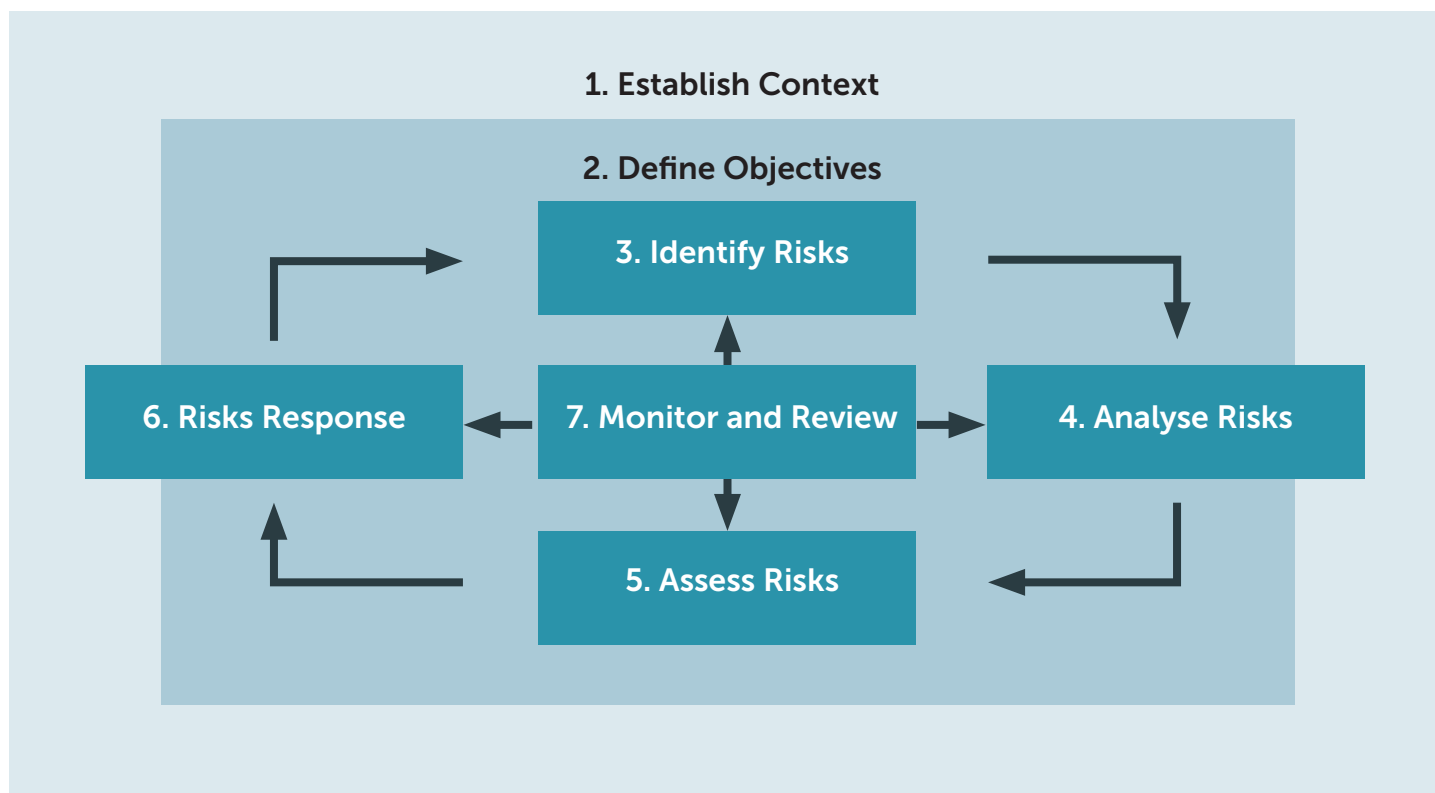 1. Establish Context
2. Define Objectives
3. Identify Risks
6. Risks Response
7. Monitor and Review
4. Analyse Risks
5. Assess Risks